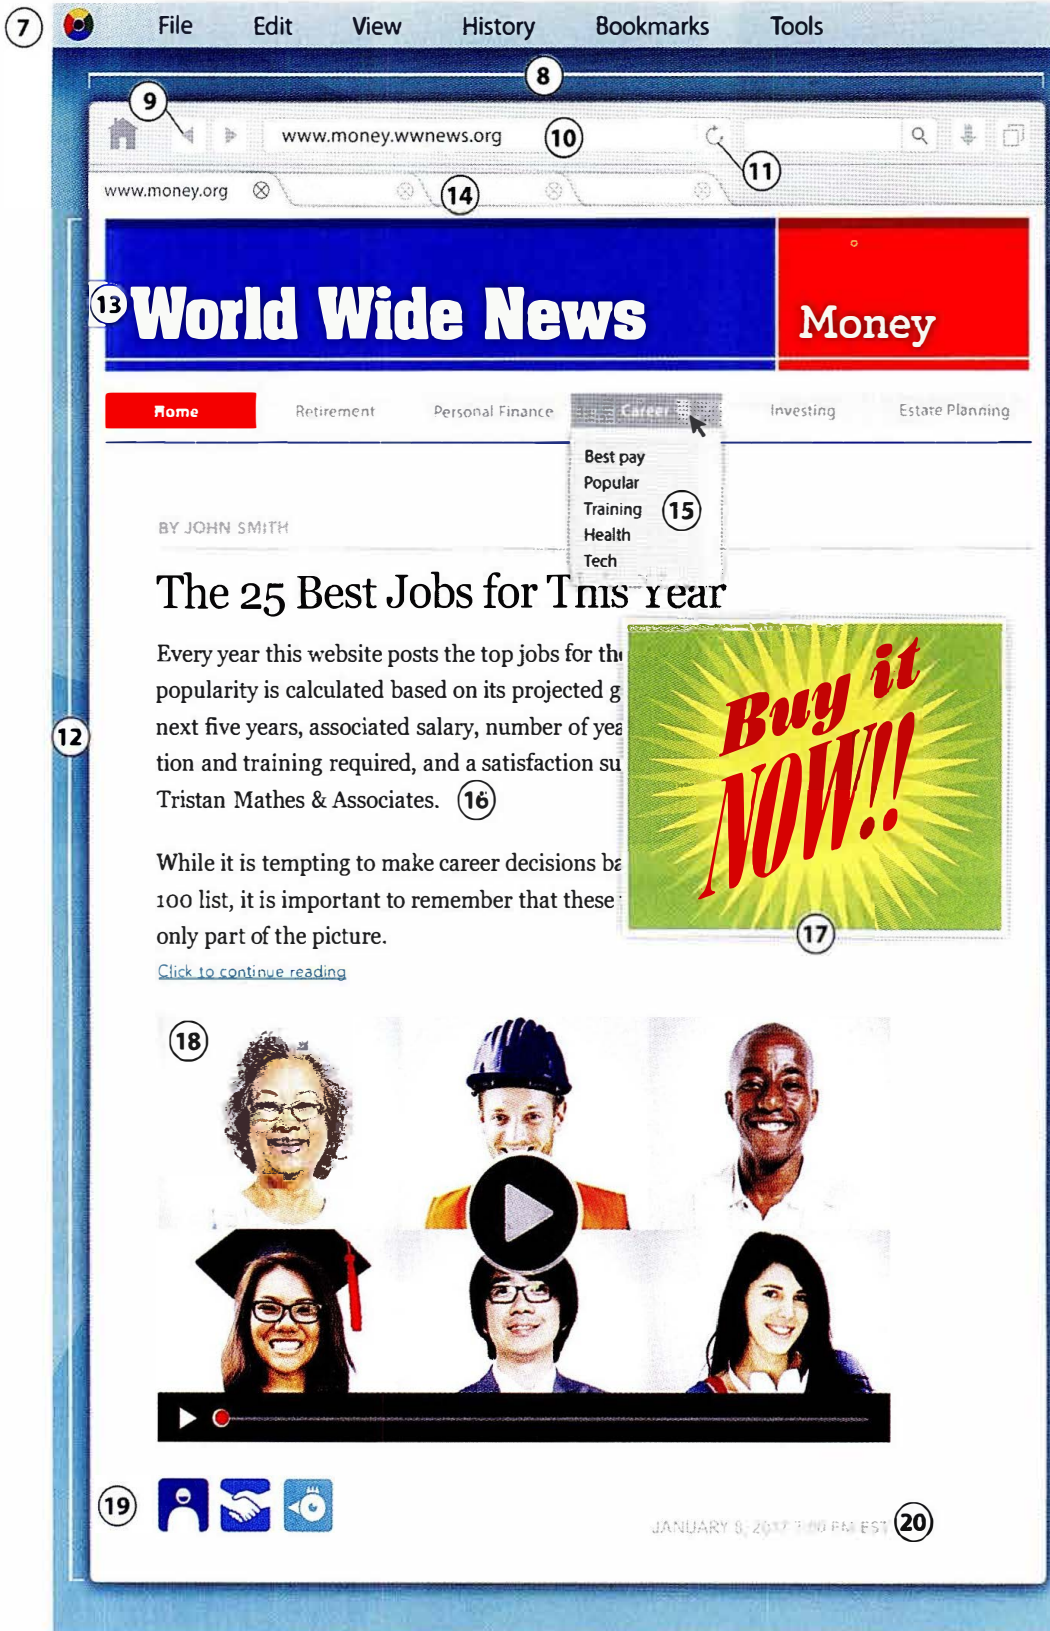 7 File Edit View History Bookmarks Tools
8
9
www.money.wwnews.org 10
11
www.money.org 14
13 World Wide News Money
Home Retirement Personal Finance Career Investing Estate Planning
Best pay
Popular
Training 15
Health
Tech
BY JOHN SMITH
The 25 Best Jobs for This Year
Every year this website posts the top jobs for the
popularity is calculated based on its projected g
next five years, associated salary, number of yea
tion and training required, and a satisfaction su
Tristan Mathes & Associates. 16
Buy it
NOW!!
17
12
While it is tempting to make career decisions ba
100 list, it is important to remember that these
only part of the picture.
Click to continue reading
18
19
JANUARY 20